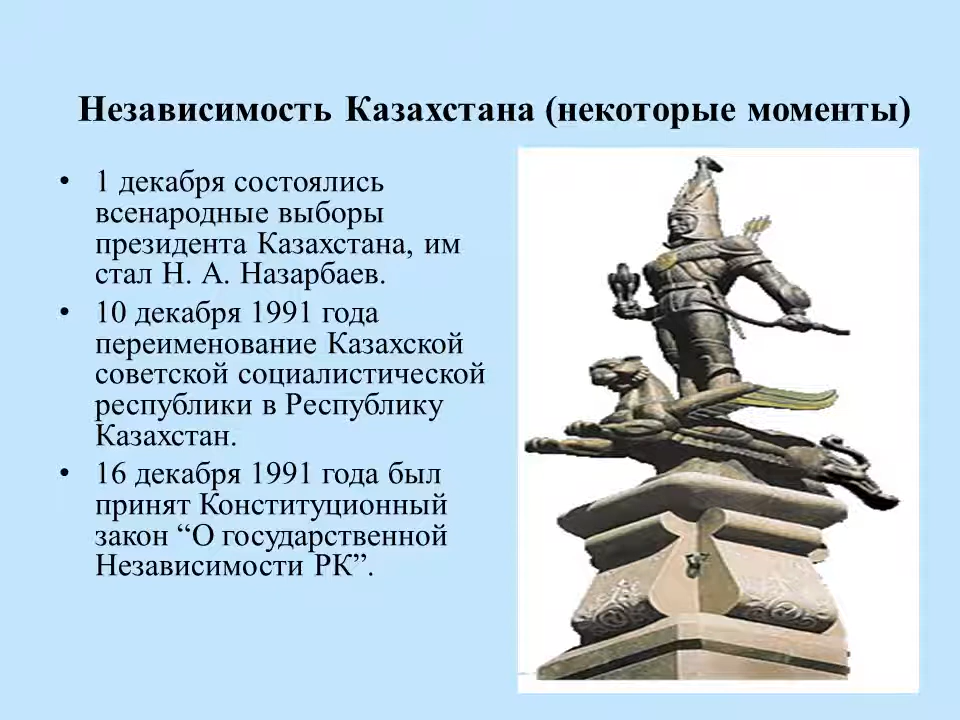 Независимость Казахстана (некоторые моменты)
• 1 декабря состоялись
всенародные выборы
президента Казахстана, им
стал Н. А. Назарбаев.
• 10 декабря 1991 года
переименование Казахской
советской социалистической
республики в Республику
Казахстан.
• 16 декабря 1991 года был
принят Конституционный
закон “О государственной
Независимости РК”.